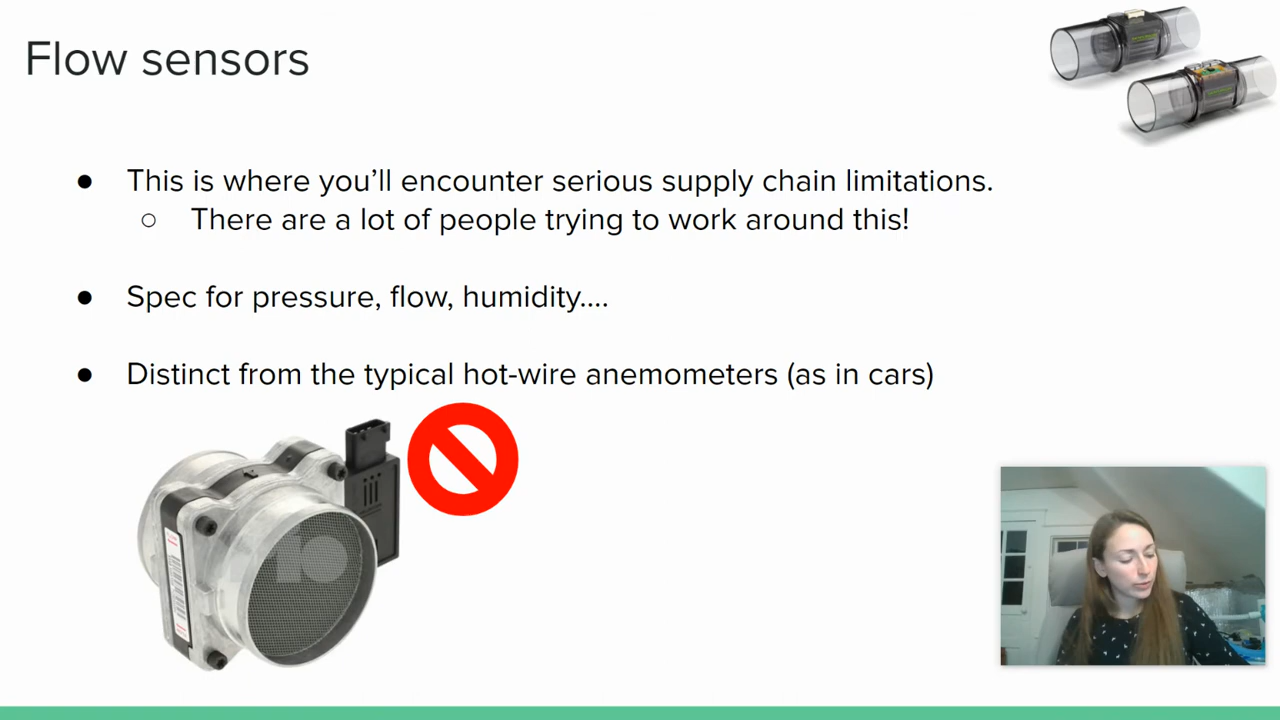 Flow sensors
● This is where you’ll encounter serious supply chain limitations.
○ There are a lot of people trying to work around this!
● Spec for pressure, flow, humidity....
● Distinct from the typical hot-wire anemometers (as in cars)